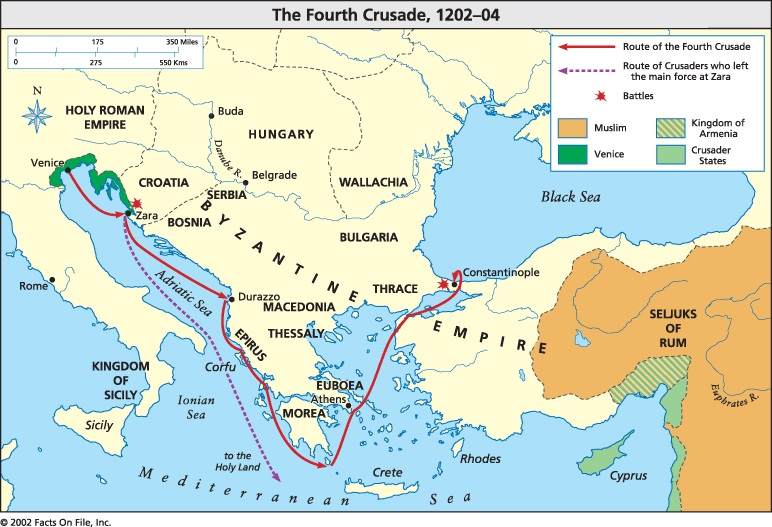 The Fourth Crusade, 1202–04
0 175 350 Miles
0 275 550 Kms
Route of the Fourth Crusade
Route of Crusaders who left
the main force at Zara
Battles
Muslim
Kingdom of
Armenia
Venice
Crusader
States
N
HOLY ROMAN
EMPIRE
Buda
HUNGARY
Danube R.
Venice
Belgrade
CROATIA
SERBIA
WALLACHIA
Zara
BOSNIA
Black Sea
BYZANTINE
EMPIRE
BULGARIA
Constantinople
Adriatic Sea
Rome
Durazzo
THRACE
MACEDONIA
THESSALY
SELJUKS
OF
RUM
EPIRUS
KINGDOM
OF
SICILY
Corfu
EUBOEA
Athens
Euphrates R.
Ionian
Sea
MOREA
Sicily
to the
Holy Land
Rhodes
Crete
Cyprus
Mediterranean Sea
© 2002 Facts On File, Inc.